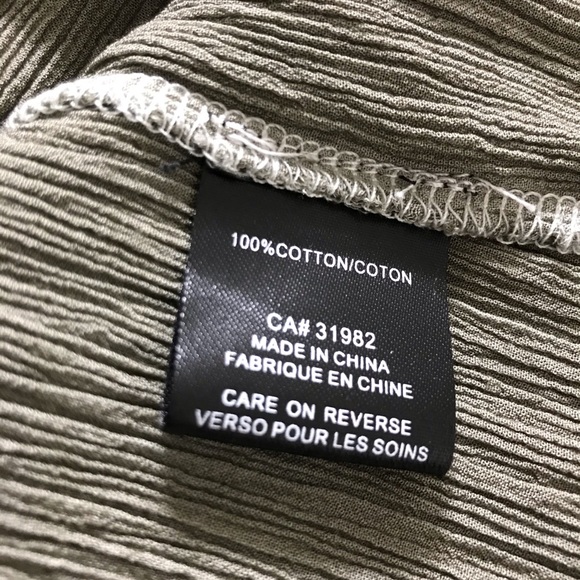 100%COTTON/COTON
CA# 31982
MADE IN CHINA
FABRIQUE EN CHINE
CARE ON REVERSE
VERSO POUR LES SOINS